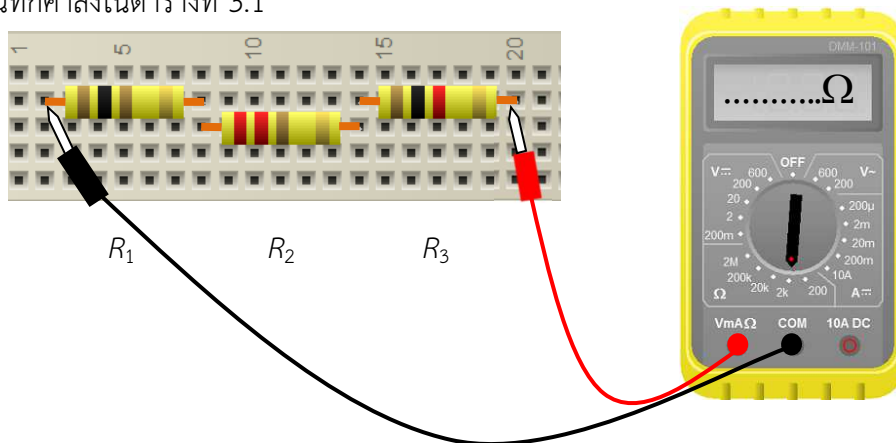 นทึกค่าลงในตารางที่ 3.1
1 5 10 15 20
R1 R2 R3
DMM-101
...........Ω
OFF
V⎓ 600 600 V~
200 200
20 200µ
2 2m
200m 20m
2M 200m
200k 10A
Ω 20k 2k 200 A⎓
VmAΩ COM 10A DC